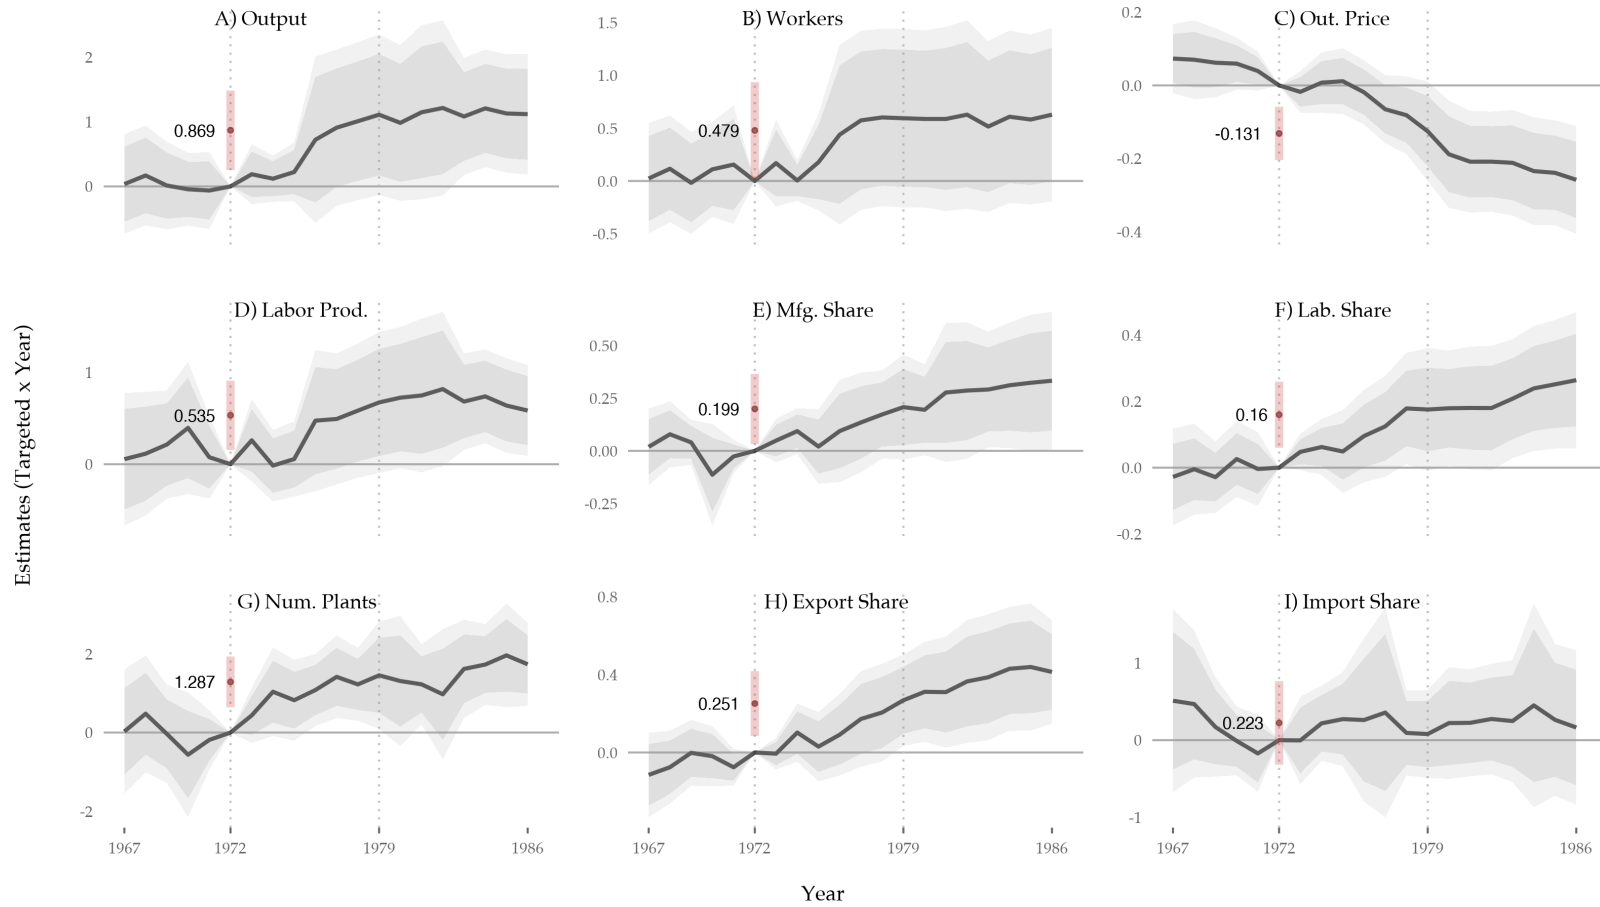 A) Output
2
1
0
0.869
B) Workers
1.5
1.0
0.5
0.0
-0.5
0.479
C) Out. Price
0.2
0.0
-0.2
-0.4
-0.131
D) Labor Prod.
1
0
0.535
E) Mfg. Share
0.50
0.25
0.00
-0.25
0.199
F) Lab. Share
0.4
0.2
0.0
-0.2
0.16
G) Num. Plants
2
0
-2
1.287
1967 1972 1979 1986
H) Export Share
0.8
0.4
0.0
0.251
1967 1972 1979 1986
I) Import Share
1
0
-1
0.223
1967 1972 1979 1986
Estimates (Targeted x Year)
Year